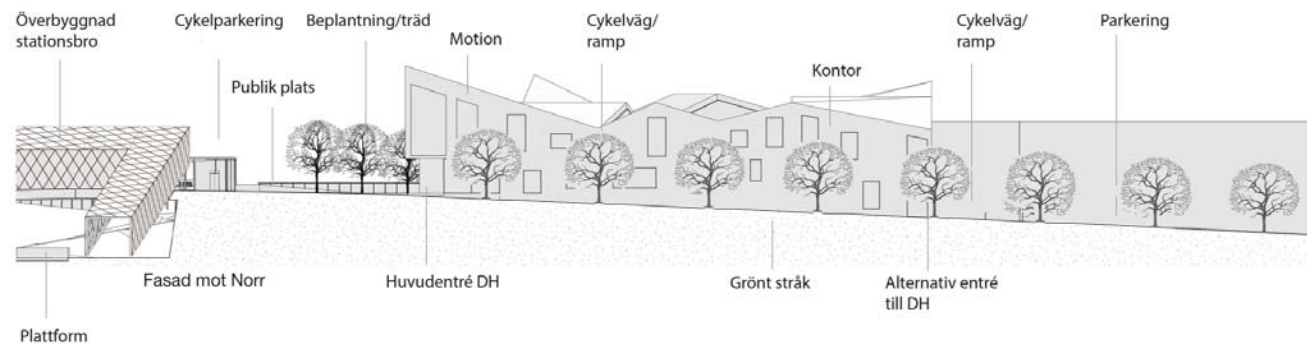 Överbyggnad
stationsbro
Cykelparkering
Beplantning/träd
Motion
Cykelväg/
ramp
Cykelväg/
ramp
Parkering
Kontor
Publik plats
Fasad mot Norr
Huvudentré DH
Grönt stråk
Alternativ entré
till DH
Plattform